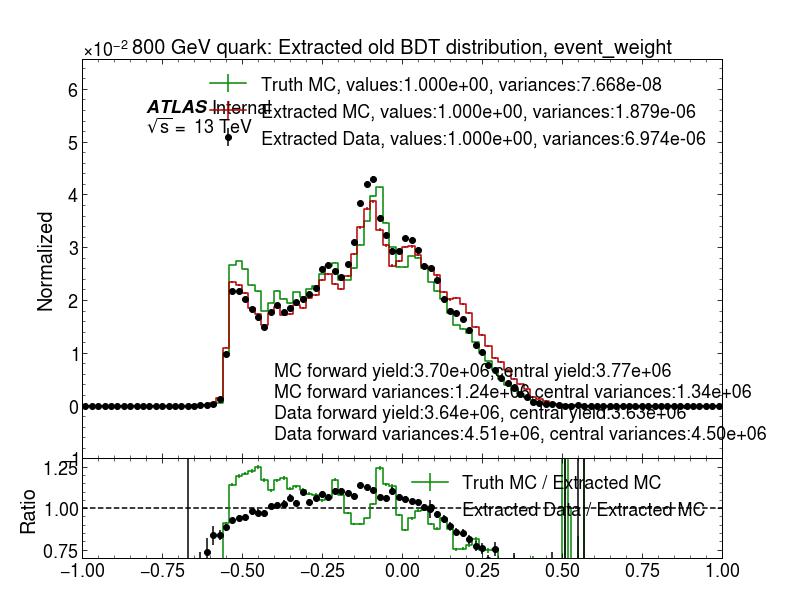 ×10⁻² 800 GeV quark: Extracted old BDT distribution, event_weight
Truth MC, values:1.000e+00, variances:7.668e-08
ATLAS Internal
Extracted MC, values:1.000e+00, variances:1.879e-06
√s = 13 TeV
Extracted Data, values:1.000e+00, variances:6.974e-06
6
5
4
3
2
1
0
1
Normalized
MC forward yield:3.70e+06, central yield:3.77e+06
MC forward variances:1.24e+06, central variances:1.34e+06
Data forward yield:3.64e+06, central yield:3.63e+06
Data forward variances:4.51e+06, central variances:4.50e+06
Truth MC / Extracted MC
Extracted Data / Extracted MC
1.25
1.00
0.75
Ratio
−1.00 −0.75 −0.50 −0.25 0.00 0.25 0.50 0.75 1.00